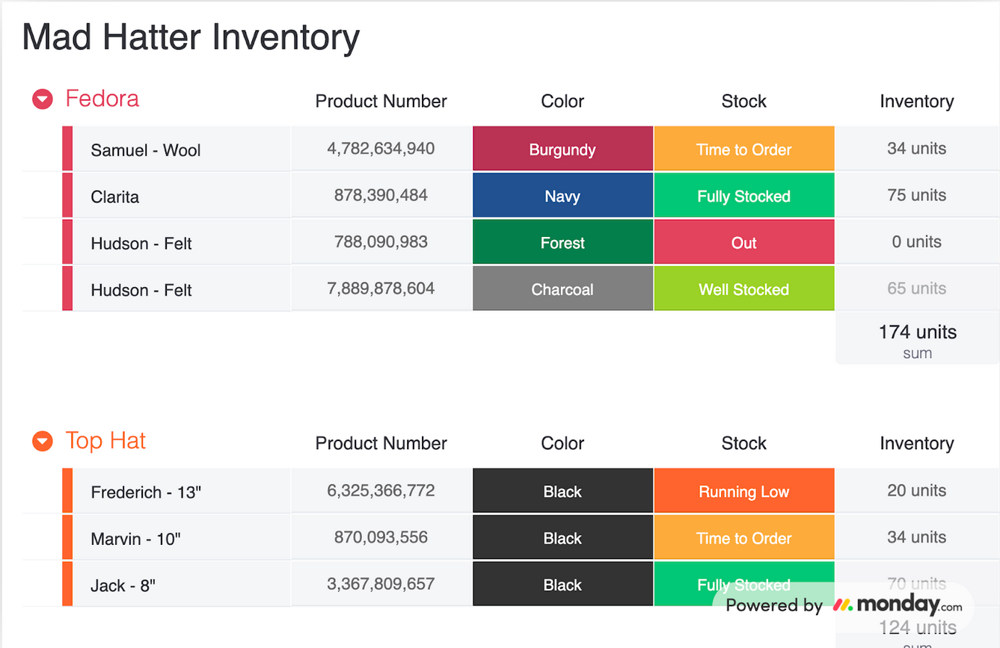 Mad Hatter Inventory
Fedora Product Number Color Stock Inventory
Samuel - Wool 4,782,634,940 Burgundy Time to Order 34 units
Clarita 878,390,484 Navy Fully Stocked 75 units
Hudson - Felt 788,090,983 Forest Out 0 units
Hudson - Felt 7,889,878,604 Charcoal Well Stocked 65 units
174 units
sum
Top Hat Product Number Color Stock Inventory
Frederich - 13" 6,325,366,772 Black Running Low 20 units
Marvin - 10" 870,093,556 Black Time to Order 34 units
Jack - 8" 3,367,809,657 Black Fully Stocked 70 units
Powered by monday.com
124 units
sum